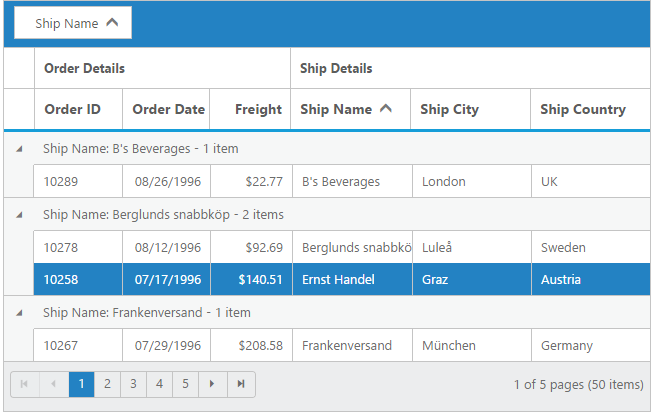 Ship Name
Order Details Ship Details
Order ID Order Date Freight Ship Name Ship City Ship Country
Ship Name: B's Beverages - 1 item
10289 08/26/1996 $22.77 B's Beverages London UK
Ship Name: Berglunds snabbköp - 2 items
10278 08/12/1996 $92.69 Berglunds snabbkö Luleå Sweden
10258 07/17/1996 $140.51 Ernst Handel Graz Austria
Ship Name: Frankenversand - 1 item
10267 07/29/1996 $208.58 Frankenversand München Germany
1 2 3 4 5 1 of 5 pages (50 items)